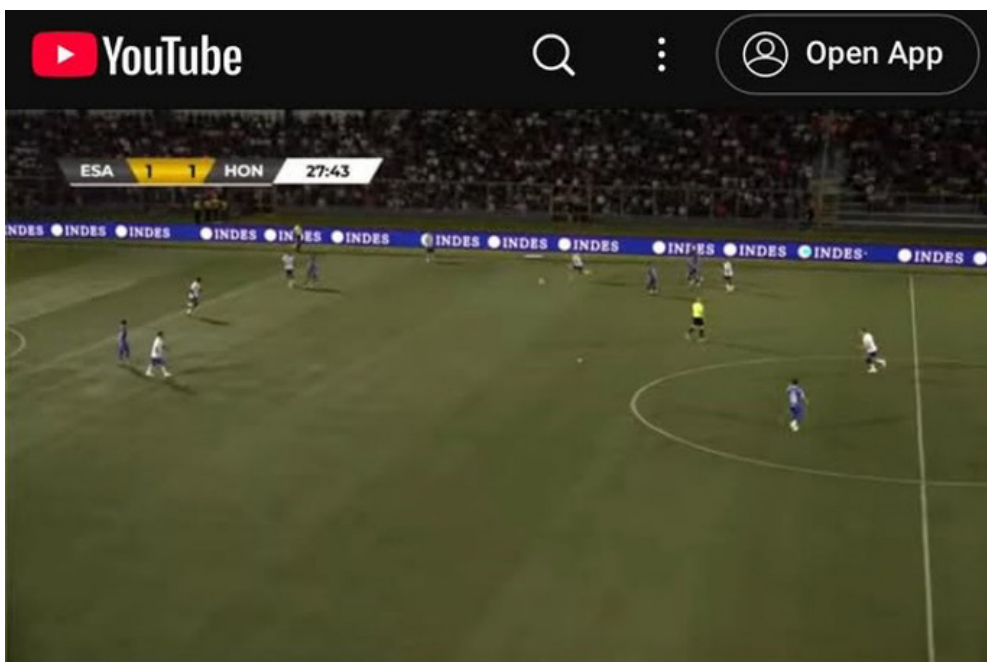 YouTube Open App
ESA 1 1 HON 27:43
INDES INDES INDES INDES INDES INDES INDES INDES INDES INDES INDES INDES INDES